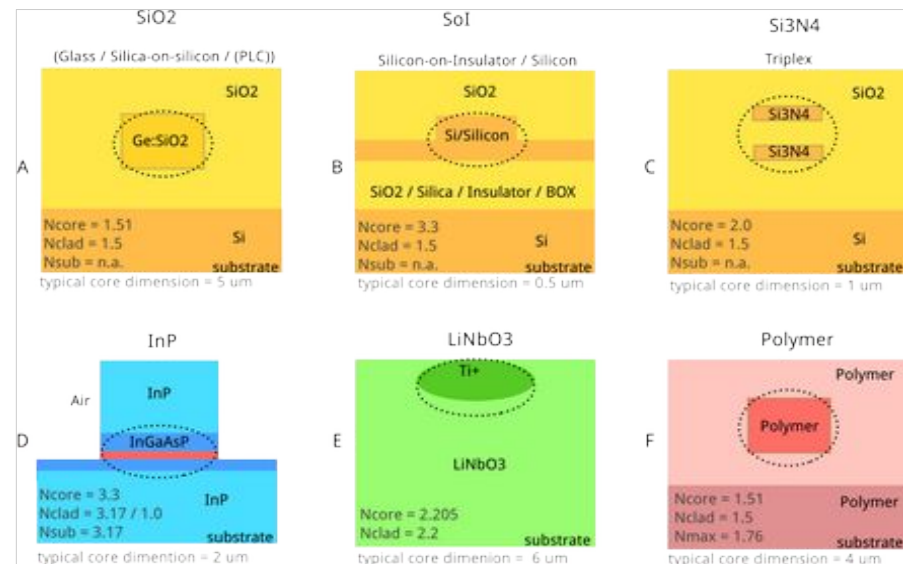 SiO2
SoI
Si3N4
(Glass / Silica-on-silicon / (PLC))
Silicon-on-Insulator / Silicon
Triplex
A
SiO2
Ge:SiO2
Ncore = 1.51
Nclad = 1.5
Nsub = n.a.
Si
substrate
typical core dimension = 5 um
B
SiO2
Si/Silicon
SiO2 / Silica / Insulator / BOX
Ncore = 3.3
Nclad = 1.5
Nsub = n.a.
Si
substrate
typical core dimension = 0.5 um
C
SiO2
Si3N4
Si3N4
Ncore = 2.0
Nclad = 1.5
Nsub = n.a.
Si
substrate
typical core dimension = 1 um
InP
LiNbO3
Polymer
D
Air
InP
InGaAsP
InP
Ncore = 3.3
Nclad = 3.17 / 1.0
Nsub = 3.17
substrate
typical core dimention = 2 um
E
Ti+
LiNbO3
Ncore = 2.205
Nclad = 2.2
substrate
typical core dimenion = 6 um
F
Polymer
Polymer
Polymer
Ncore = 1.51
Nclad = 1.5
Nmax = 1.76
substrate
typical core dimension = 4 um